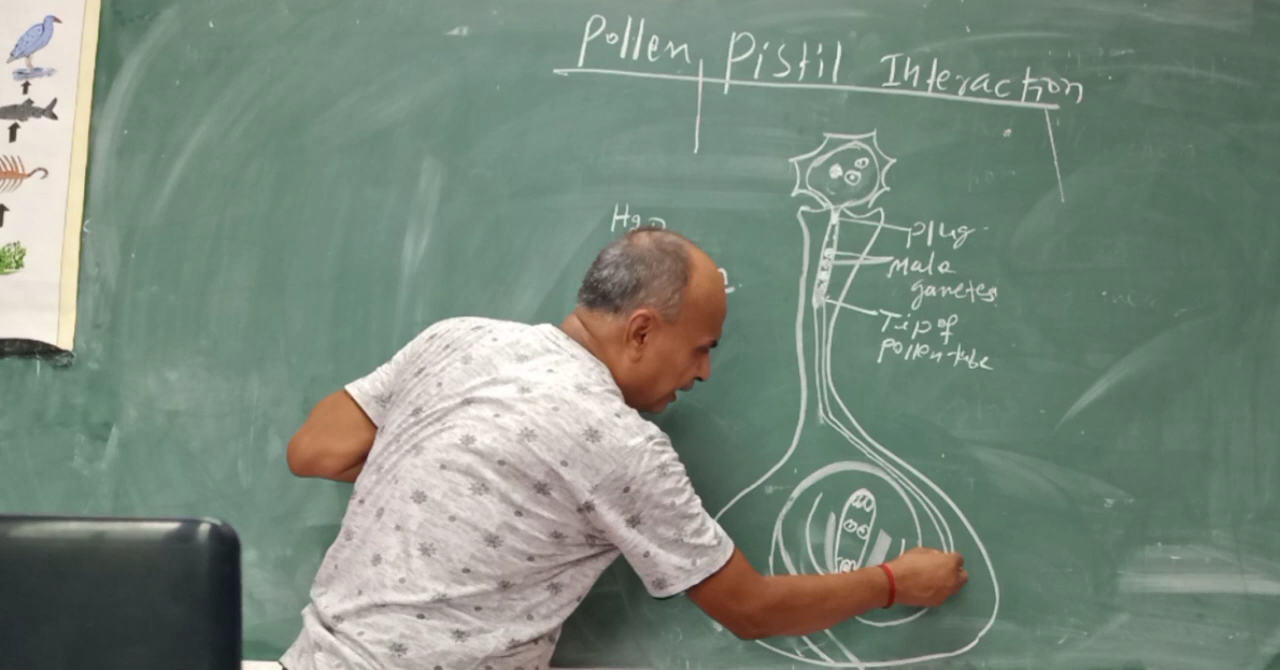 Pollen Pistil Interaction
plug
Male
gametes
Tip of
pollen tube